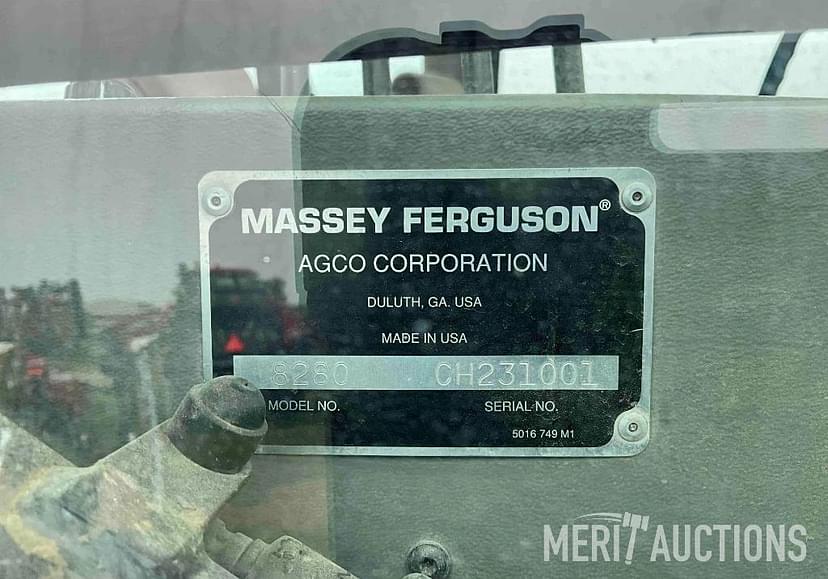 MASSEY FERGUSON®
AGCO CORPORATION
DULUTH, GA. USA
MADE IN USA
8260 CH231001
MODEL NO. SERIAL NO.
5016 749 M1
MERIT AUCTIONS